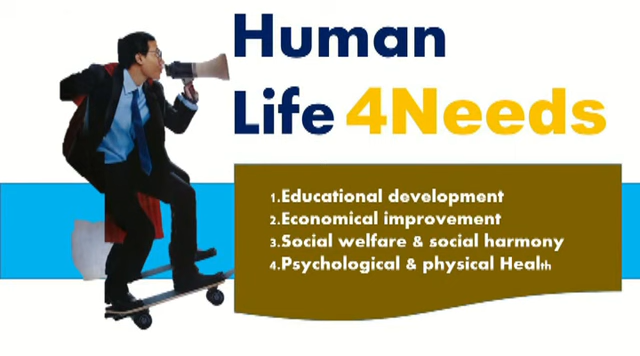 Human
Life 4Needs
1.Educational development
2.Economical improvement
3.Social welfare & social harmony
4.Psychological & physical Health